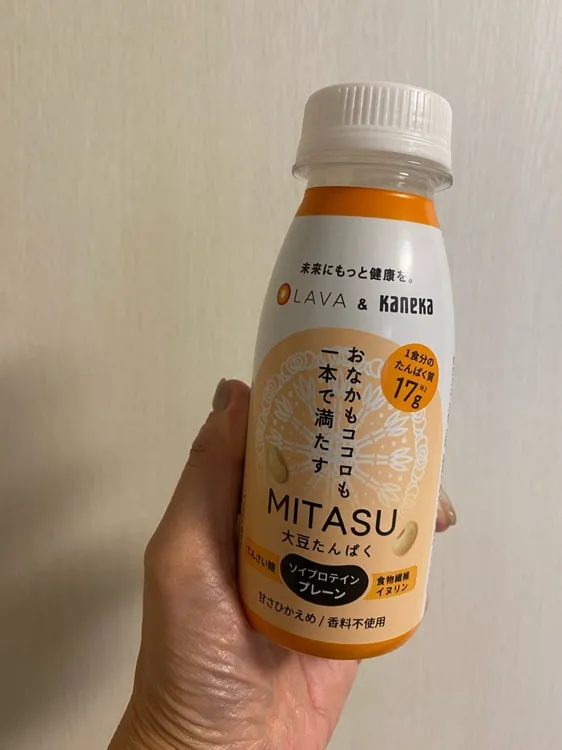 未来にもっと健康を。
LAVA & Kaneka
おなかもココロも
一本で満たす
1食分の
たんぱく質
17g ※1
MITASU
大豆たんぱく
てんさい糖
ソイプロテイン
プレーン
食物繊維
イヌリン
甘さひかえめ / 香料不使用